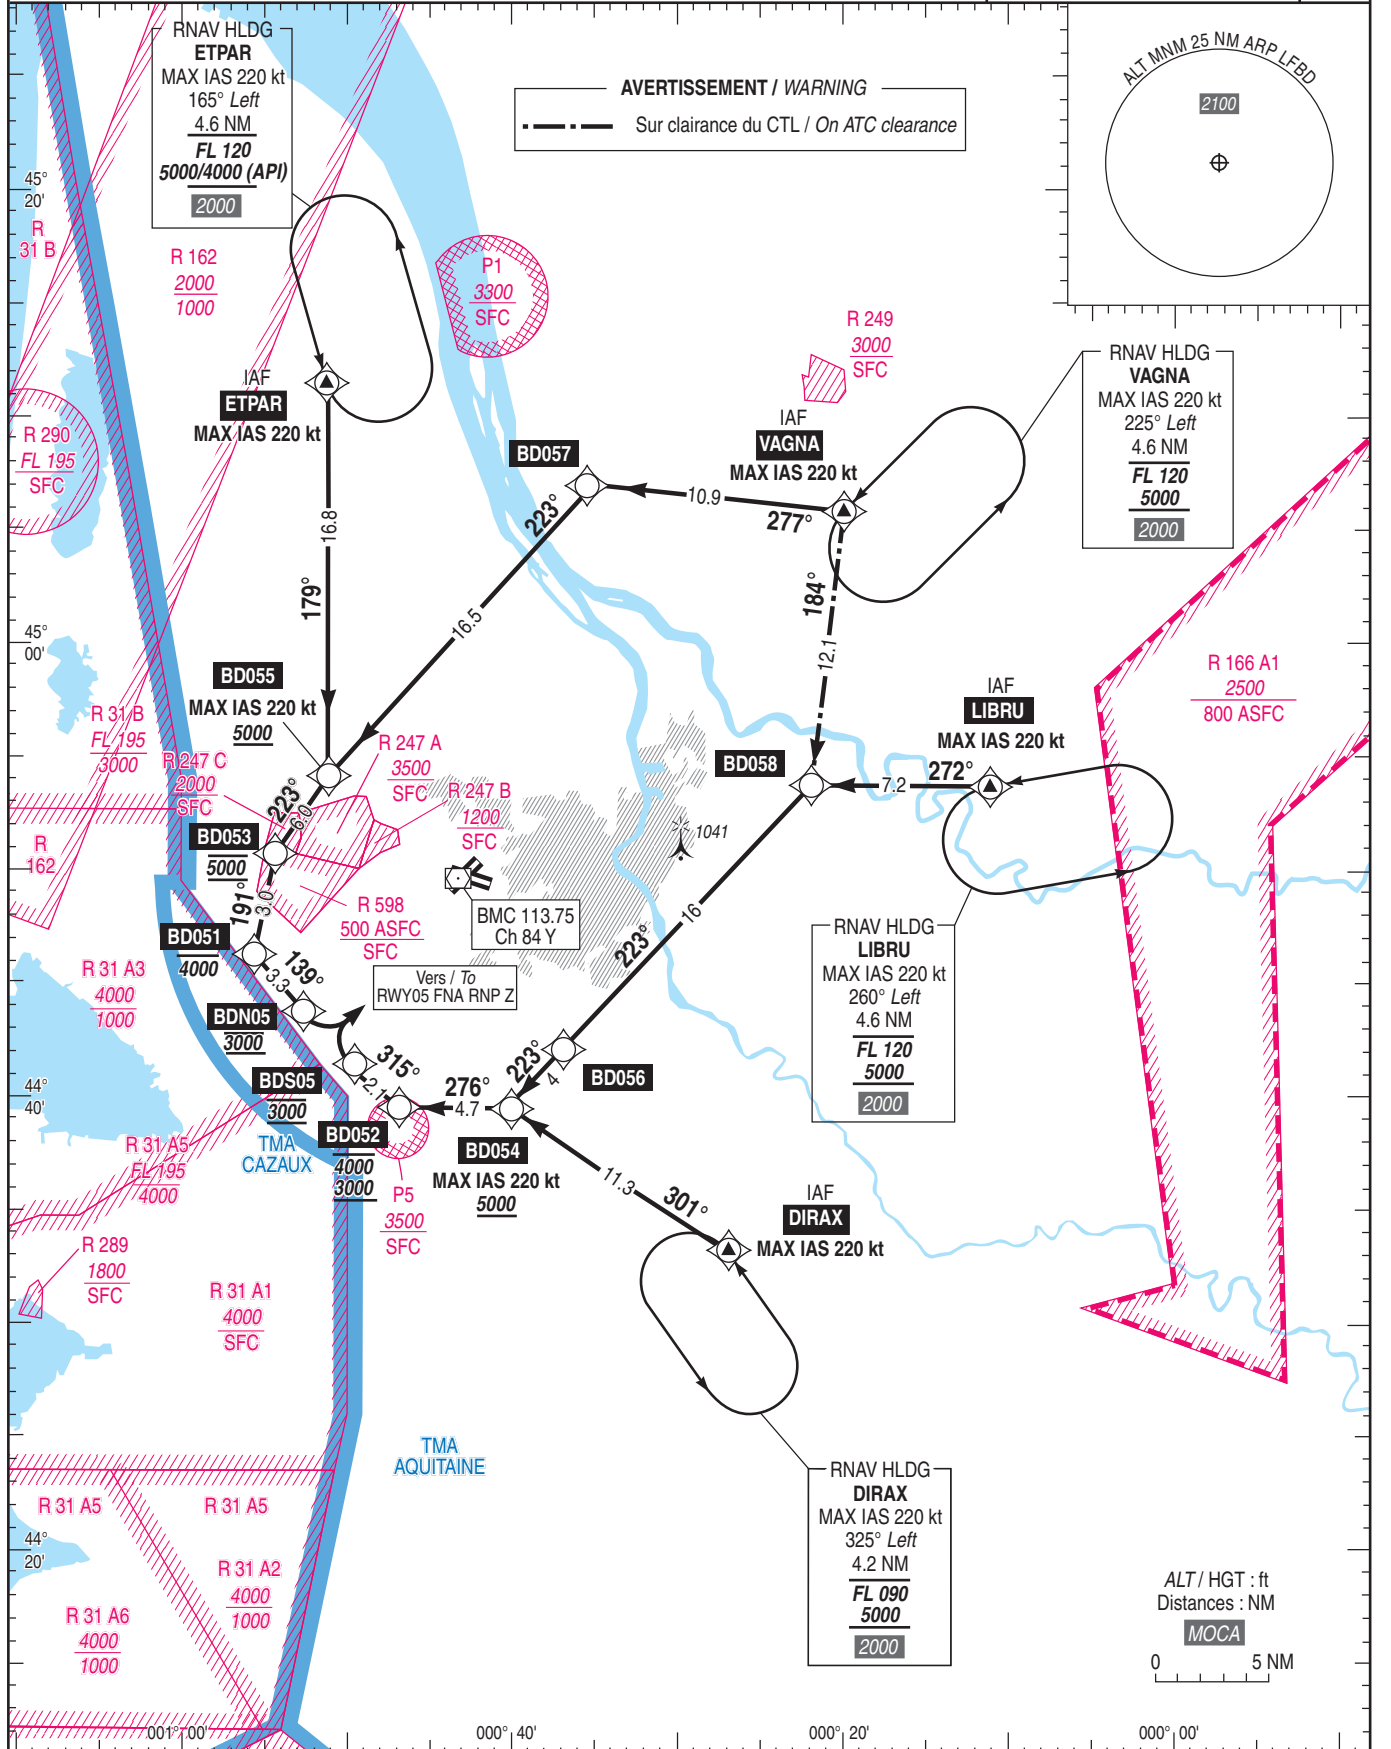 RNAV HLDG
ETPAR
MAX IAS 220 kt
165° Left
4.6 NM
FL 120
5000/4000 (API)
2000
AVERTISSEMENT / WARNING
Sur clairance du CTL / On ATC clearance
ALT MNM 25 NM ARP LFBD
2100
45°
20'
R
31 B
R 162
2000
1000
P1
3300
SFC
R 249
3000
SFC
RNAV HLDG
VAGNA
MAX IAS 220 kt
225° Left
4.6 NM
FL 120
5000
2000
IAF
ETPAR
MAX IAS 220 kt
IAF
VAGNA
MAX IAS 220 kt
R 290
FL 195
SFC
BD057
10.9
277°
223°
16.8
179°
16.5
184°
12.1
45°
00'
BD055
MAX IAS 220 kt
5000
R 166 A1
2500
800 ASFC
IAF
LIBRU
MAX IAS 220 kt
R 31 B
FL 195
3000
R 247 C
2000
SFC
R 247 A
3500
SFC
R 247 B
1200
SFC
BD058
7.2
272°
223°
6.0
1041
BD053
5000
R
162
191°
3.0
R 598
500 ASFC
SFC
BMC 113.75
Ch 84 Y
BD051
4000
16
223°
RNAV HLDG
LIBRU
MAX IAS 220 kt
260° Left
4.6 NM
FL 120
5000
2000
R 31 A3
4000
1000
3.3
139°
Vers / To
RWY05 FNA RNP Z
BDN05
3000
315°
2.1
223°
4
BD056
44°
40'
BDS05
3000
276°
4.7
TMA
CAZAUX
BD052
4000
3000
BD054
MAX IAS 220 kt
5000
R 31 A5
FL 195
4000
P5
3500
SFC
11.3
301°
IAF
DIRAX
MAX IAS 220 kt
R 289
1800
SFC
R 31 A1
4000
SFC
TMA
AQUITAINE
RNAV HLDG
DIRAX
MAX IAS 220 kt
325° Left
4.2 NM
FL 090
5000
2000
R 31 A5
R 31 A5
44°
20'
R 31 A2
4000
1000
R 31 A6
4000
1000
ALT / HGT : ft
Distances : NM
MOCA
0 5 NM
001° 00'
000° 40'
000° 20'
000° 00'